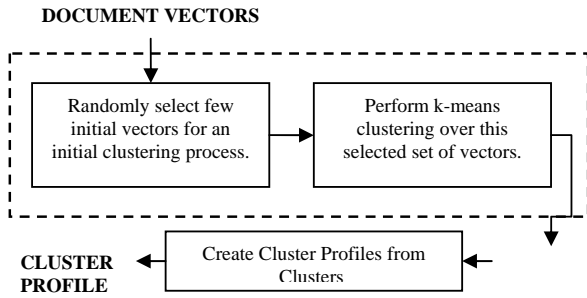 DOCUMENT VECTORS
Randomly select few
initial vectors for an
initial clustering process.
Perform k-means
clustering over this
selected set of vectors.
Create Cluster Profiles from
Clusters
CLUSTER
PROFILE